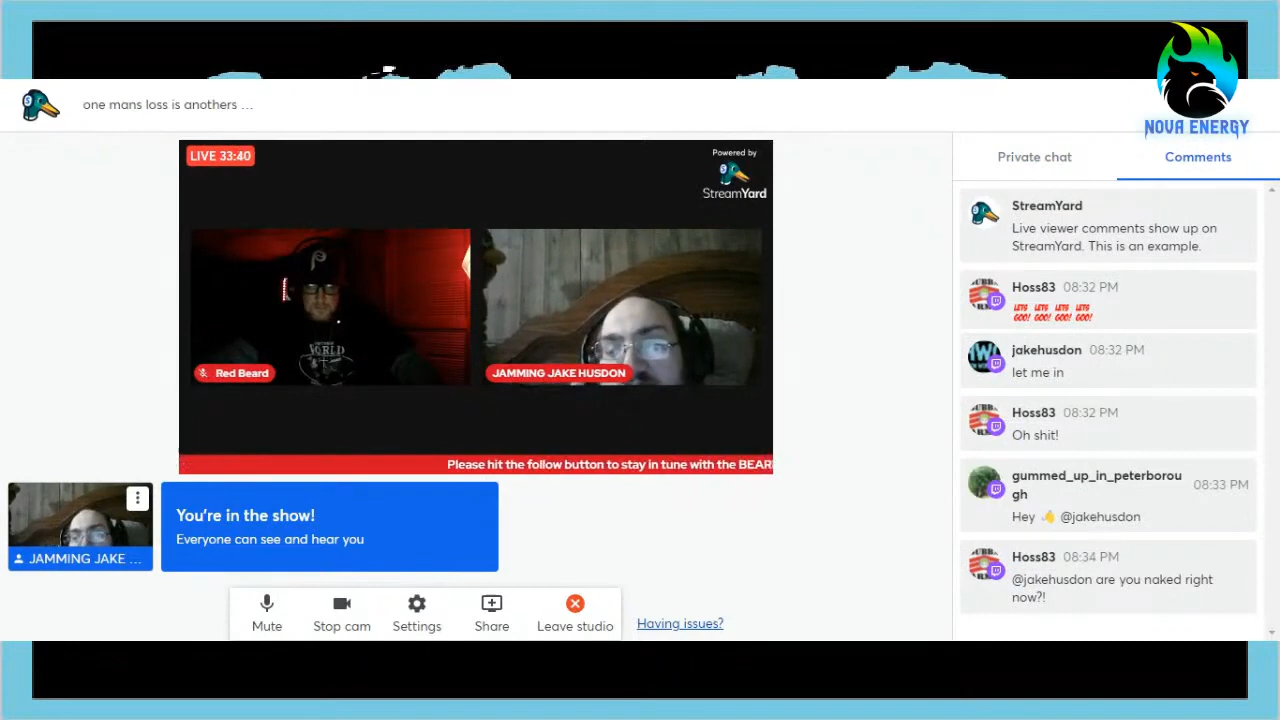 NOVA ENERGY
one mans loss is anothers ...
Private chat
Comments
LIVE 33:40
Powered by
StreamYard
P
WORLD
Red Beard
JAMMING JAKE HUSDON
Please hit the follow button to stay in tune with the BEAR
JAMMING JAKE ...
You're in the show!
Everyone can see and hear you
Mute
Stop cam
Settings
Share
Leave studio
Having issues?
StreamYard
Live viewer comments show up on
StreamYard. This is an example.
Hoss83 08:32 PM
LETS LETS LETS LETS
GOO! GOO! GOO! GOO!
jakehusdon 08:32 PM
let me in
Hoss83 08:32 PM
Oh shit!
gummed_up_in_peterborou
gh 08:33 PM
Hey 🤙 @jakehusdon
Hoss83 08:34 PM
@jakehusdon are you naked right
now?!